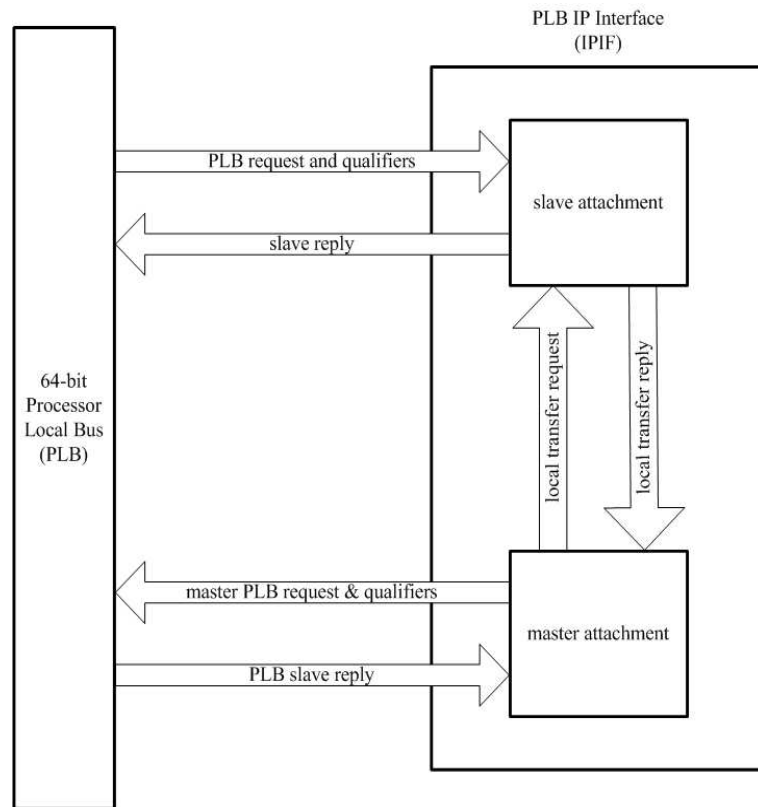 PLB IP Interface
(IPIF)
PLB request and qualifiers
slave attachment
slave reply
64-bit
Processor
Local Bus
(PLB)
local transfer request
local transfer reply
master PLB request & qualifiers
master attachment
PLB slave reply